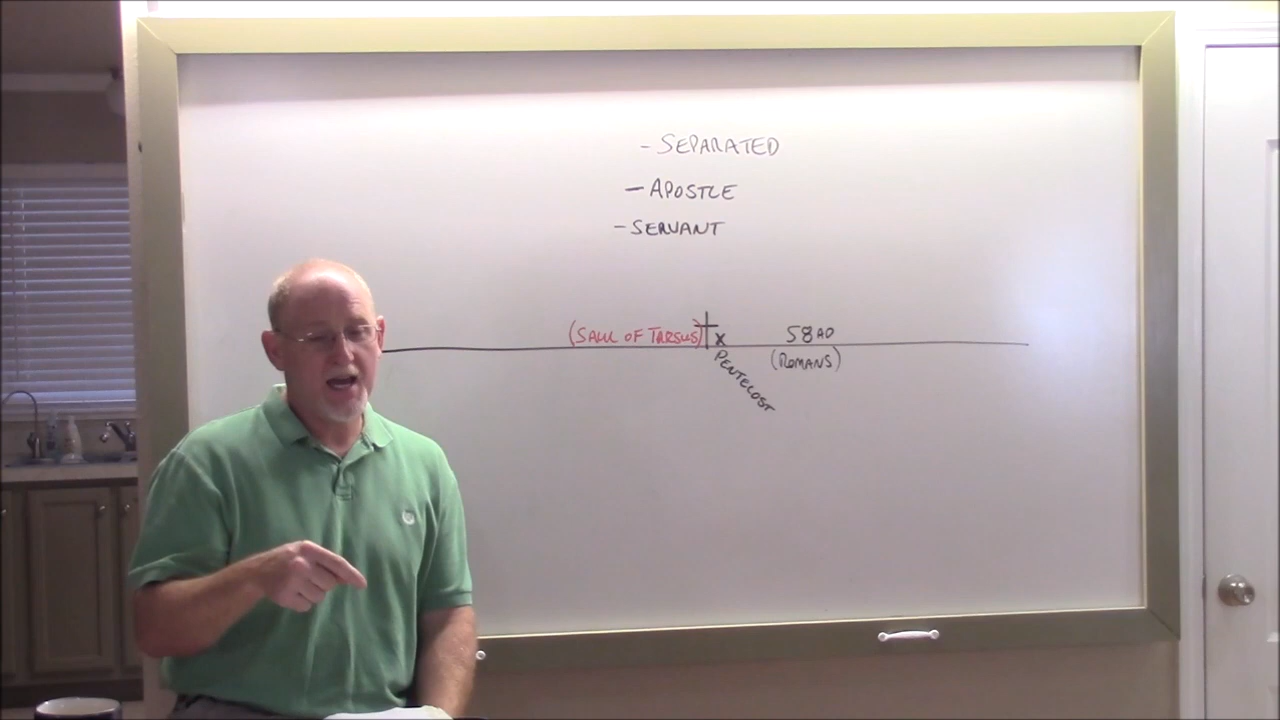 - SEPARATED
- APOSTLE
- SERVANT
(SAUL OF TARSUS) X 58 AD
PENTECOST (ROMANS)